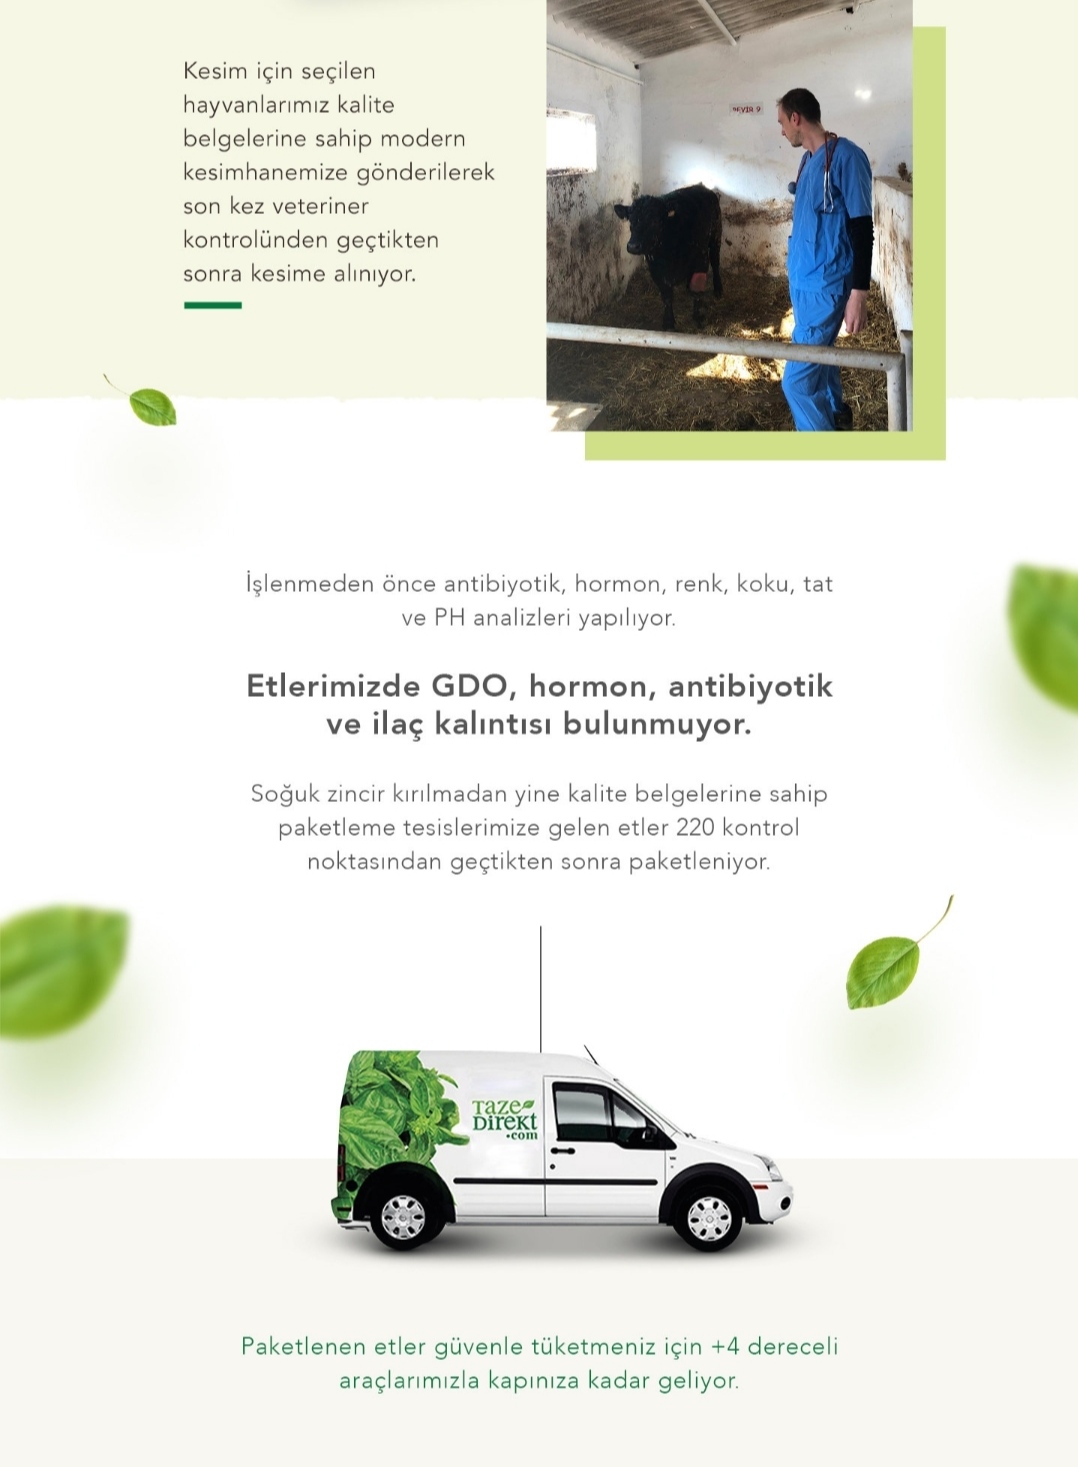 Kesim için seçilen
hayvanlarımız kalite
belgelerine sahip modern
kesimhanemize gönderilerek
son kez veteriner
kontrolünden geçtikten
sonra kesime alınıyor.
REVİR 9
İşlenmeden önce antibiyotik, hormon, renk, koku, tat
ve PH analizleri yapılıyor.
Etlerimizde GDO, hormon, antibiyotik
ve ilaç kalıntısı bulunmuyor.
Soğuk zincir kırılmadan yine kalite belgelerine sahip
paketleme tesislerimize gelen etler 220 kontrol
noktasından geçtikten sonra paketleniyor.
Taze
Direkt
.com
Paketlenen etler güvenle tüketmeniz için +4 dereceli
araçlarımızla kapınıza kadar geliyor.